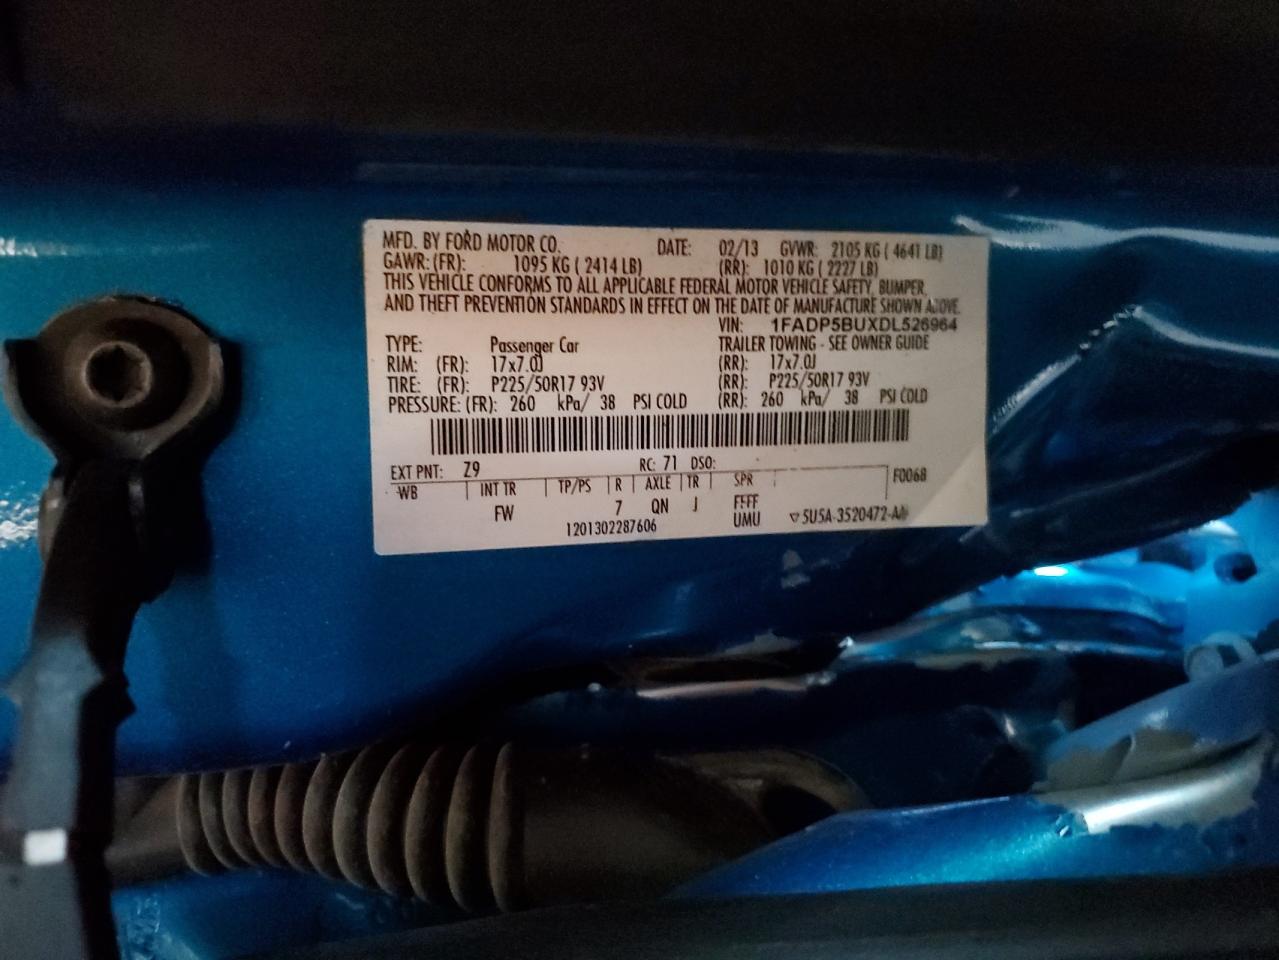 MFD. BY FORD MOTOR CO. DATE: 02/13 GVWR: 2105 KG ( 4641 LB)
GAWR: (FR): 1095 KG ( 2414 LB) (RR): 1010 KG ( 2227 LB)
THIS VEHICLE CONFORMS TO ALL APPLICABLE FEDERAL MOTOR VEHICLE SAFETY, BUMPER,
AND THEFT PREVENTION STANDARDS IN EFFECT ON THE DATE OF MANUFACTURE SHOWN ABOVE.
VIN: 1FADP5BUXDL526964
TYPE: Passenger Car TRAILER TOWING - SEE OWNER GUIDE
RIM: (FR): 17x7.0J (RR): 17x7.0J
TIRE: (FR): P225/50R17 93V (RR): P225/50R17 93V
PRESSURE: (FR): 260 kPa/ 38 PSI COLD (RR): 260 kPa/ 38 PSI COLD
EXT PNT: Z9 RC: 71 DSO:
WB INT TR TP/PS R AXLE TR SPR F0068
FW 7 QN J FFFF
1201302287606 UMU ▽5U5A-3520472-AA